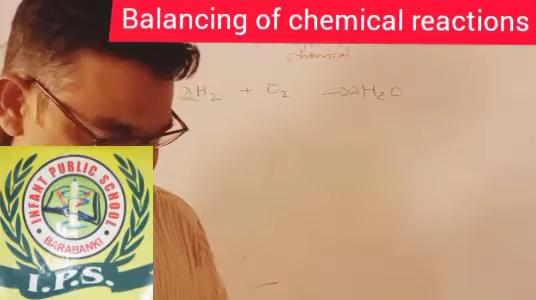 Balancing of chemical reactions
chemical
2H₂ + O₂ → 2H₂O
INFANT PUBLIC SCHOOL
BARABANKI
I.P.S.